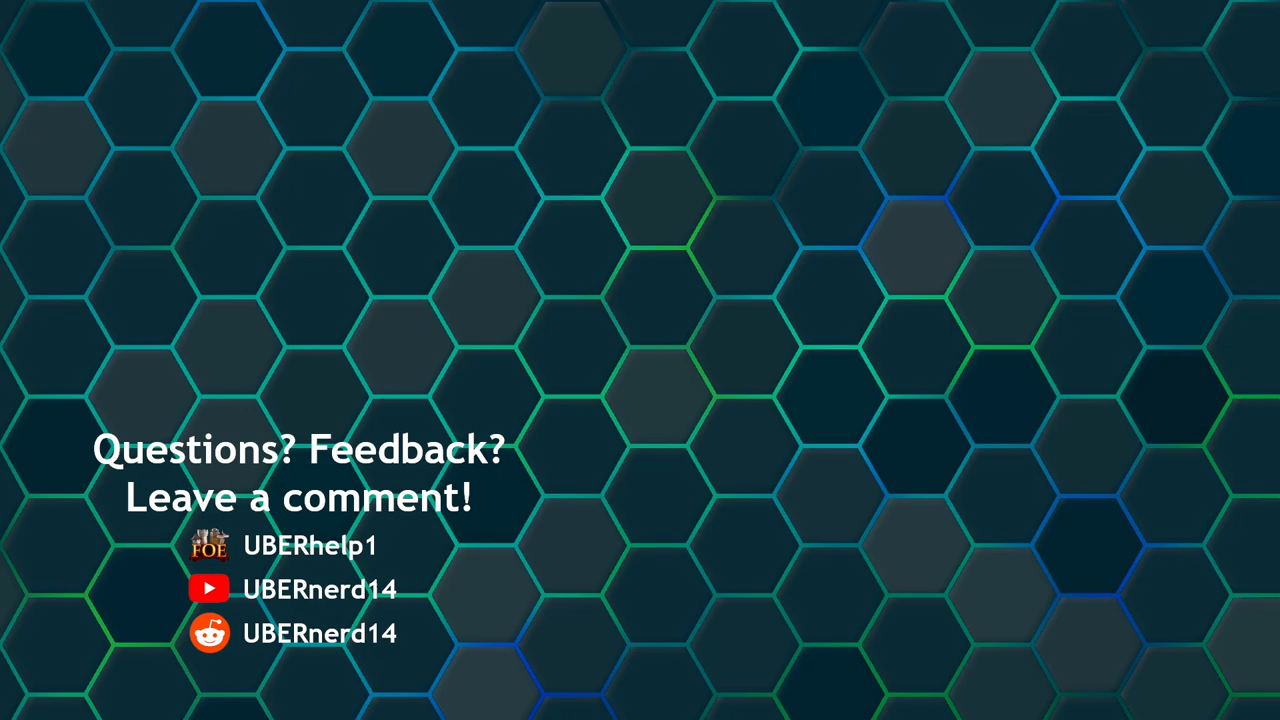 Questions? Feedback?
Leave a comment!
FOE UBERhelp1
UBERnerd14
UBERnerd14